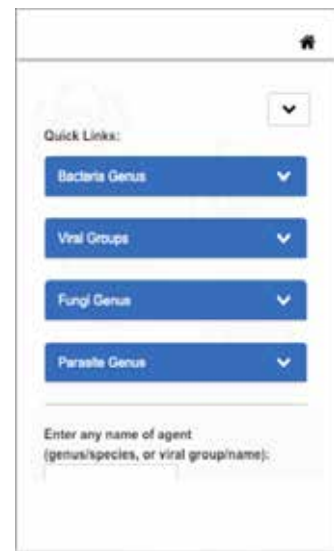 Quick Links:
Bacteria Genus
Viral Groups
Fungi Genus
Parasite Genus
Enter any name of agent
(genus/species, or viral group/name):